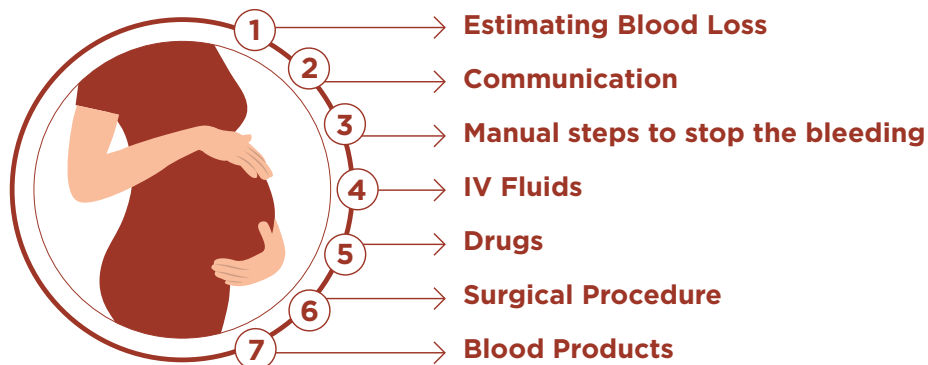 1 Estimating Blood Loss
2 Communication
3 Manual steps to stop the bleeding
4 IV Fluids
5 Drugs
6 Surgical Procedure
7 Blood Products